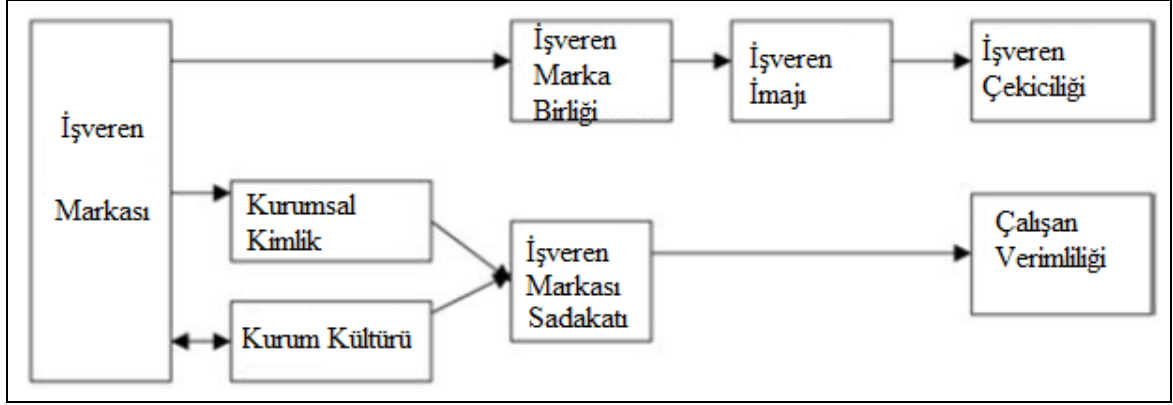 İşveren
Markası
İşveren
Marka
Birliği
İşveren
İmajı
İşveren
Çekiciliği
Kurumsal
Kimlik
Kurum Kültürü
İşveren
Markası
Sadakatı
Çalışan
Verimliliği